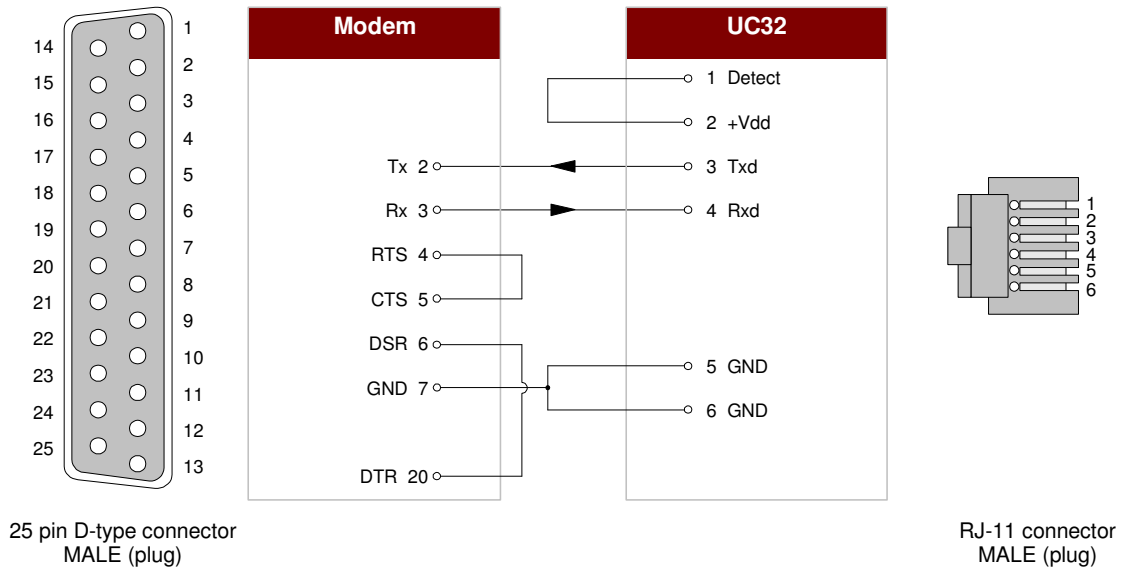 1
14
2
15
3
16
4
17
5
18
6
19
7
20
8
21
9
22
10
23
11
24
12
25
13
25 pin D-type connector
MALE (plug)
Modem
Tx 2
Rx 3
RTS 4
CTS 5
DSR 6
GND 7
DTR 20
UC32
1 Detect
2 +Vdd
3 Txd
4 Rxd
5 GND
6 GND
1
2
3
4
5
6
RJ-11 connector
MALE (plug)